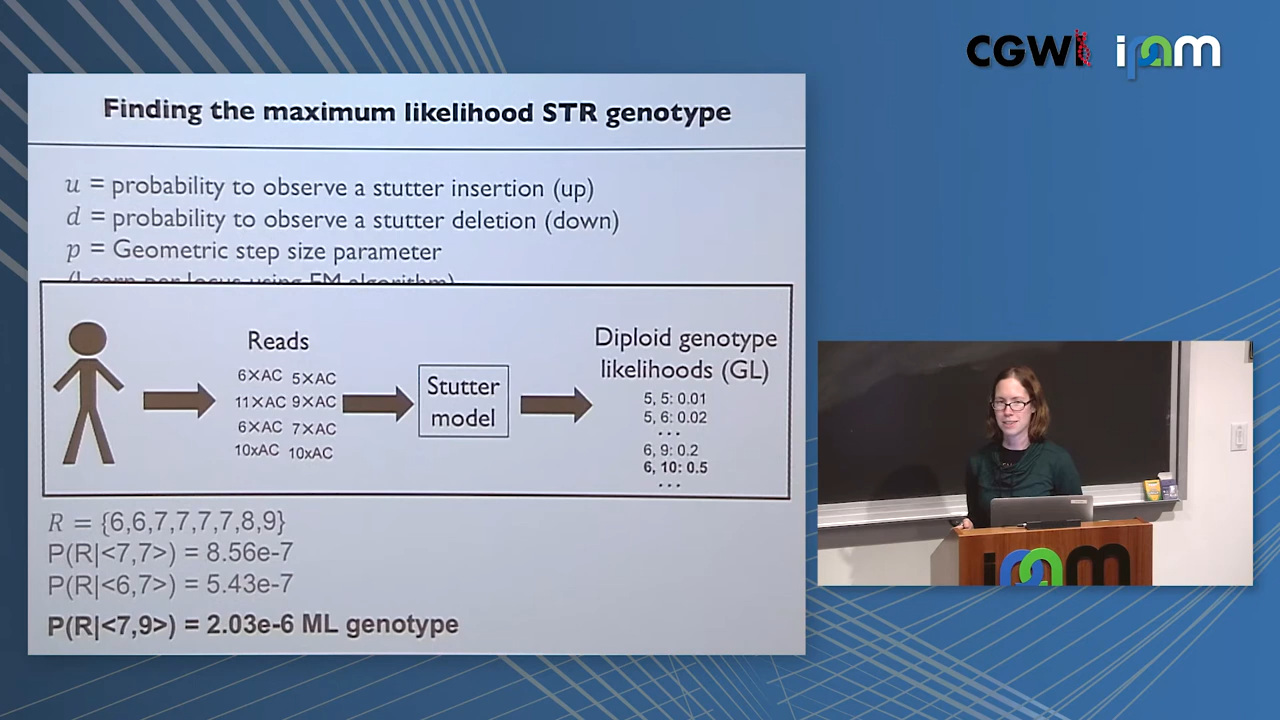 CGWI ipam
Finding the maximum likelihood STR genotype
u = probability to observe a stutter insertion (up)
d = probability to observe a stutter deletion (down)
p = Geometric step size parameter
(Learn per locus using EM algorithm)
Reads
6×AC 5×AC
11×AC 9×AC
6×AC 7×AC
10xAC 10xAC
Stutter
model
Diploid genotype
likelihoods (GL)
5, 5: 0.01
5, 6: 0.02
...
6, 9: 0.2
6, 10: 0.5
...
R = {6,6,7,7,7,7,8,9}
P(R|<7,7>) = 8.56e-7
P(R|<6,7>) = 5.43e-7
P(R|<7,9>) = 2.03e-6 ML genotype
ipam